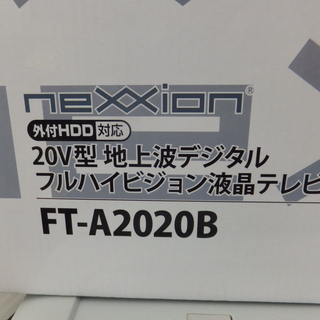 neXXion®
外付HDD 対応
20V型 地上波デジタル
フルハイビジョン液晶テレビ
FT-A2020B